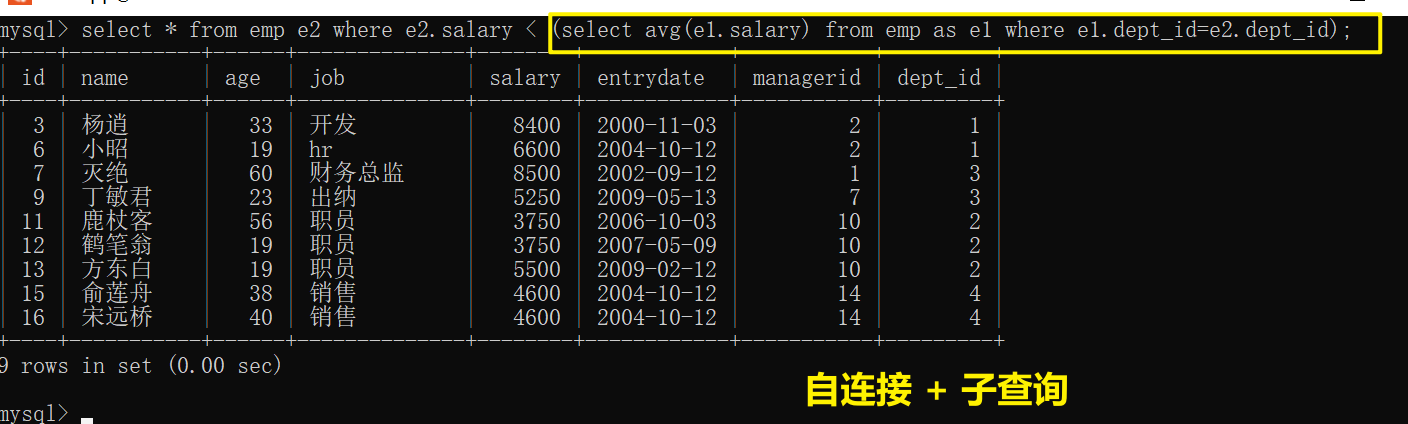 mysql> select * from emp e2 where e2.salary < (select avg(e1.salary) from emp as e1 where e1.dept_id=e2.dept_id);
| id | name | age | job | salary | entrydate | managerid | dept_id |
| 3 | 杨逍 | 33 | 开发 | 8400 | 2000-11-03 | 2 | 1 |
| 6 | 小昭 | 19 | hr | 6600 | 2004-10-12 | 2 | 1 |
| 7 | 灭绝 | 60 | 财务总监 | 8500 | 2002-09-12 | 1 | 3 |
| 9 | 丁敏君 | 23 | 出纳 | 5250 | 2009-05-13 | 7 | 3 |
| 11 | 鹿杖客 | 56 | 职员 | 3750 | 2006-10-03 | 10 | 2 |
| 12 | 鹤笔翁 | 19 | 职员 | 3750 | 2007-05-09 | 10 | 2 |
| 13 | 方东白 | 19 | 职员 | 5500 | 2009-02-12 | 10 | 2 |
| 15 | 俞莲舟 | 38 | 销售 | 4600 | 2004-10-12 | 14 | 4 |
| 16 | 宋远桥 | 40 | 销售 | 4600 | 2004-10-12 | 14 | 4 |
9 rows in set (0.00 sec)
自连接 + 子查询
mysql>